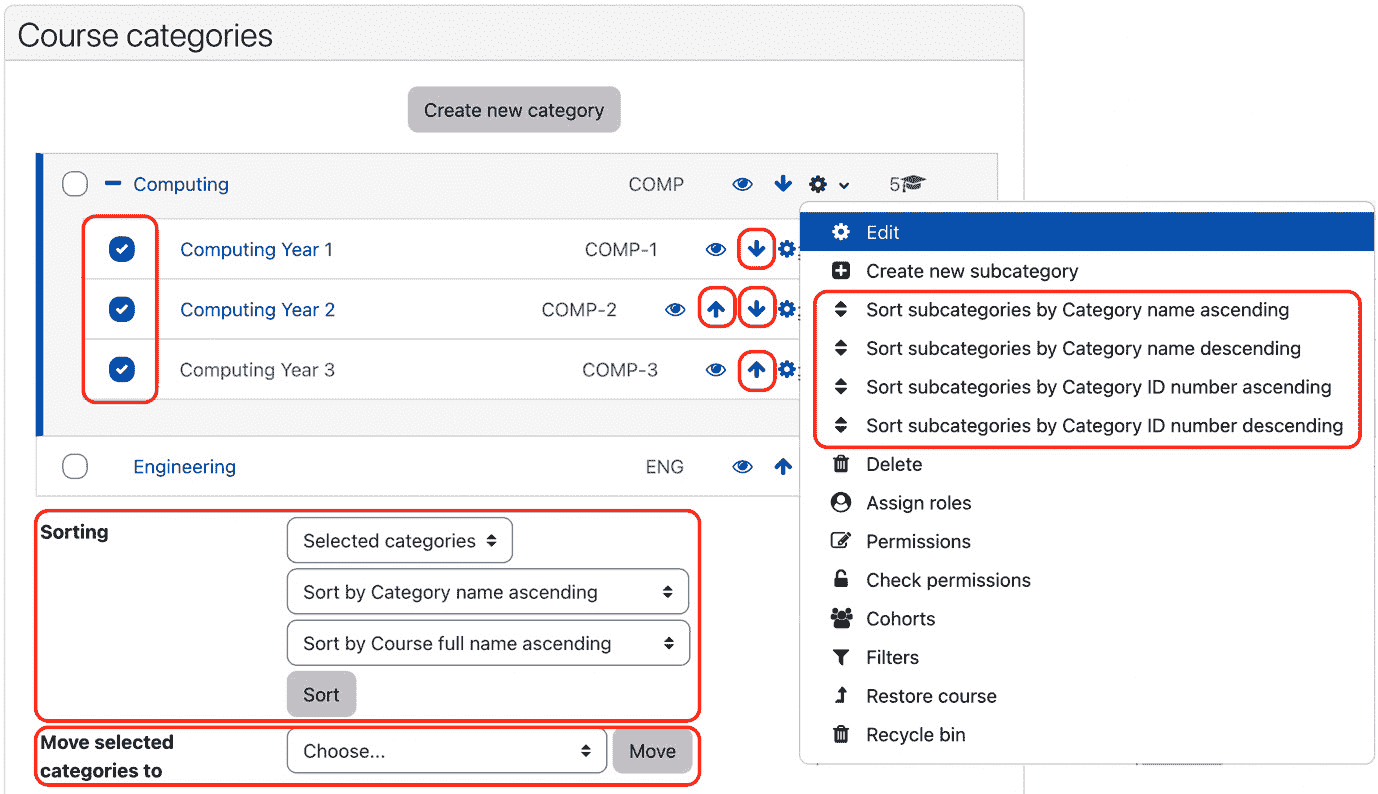 Course categories
Create new category
Computing COMP 5
Computing Year 1 COMP-1
Computing Year 2 COMP-2
Computing Year 3 COMP-3
Engineering ENG
Edit
Create new subcategory
Sort subcategories by Category name ascending
Sort subcategories by Category name descending
Sort subcategories by Category ID number ascending
Sort subcategories by Category ID number descending
Delete
Assign roles
Permissions
Check permissions
Cohorts
Filters
Restore course
Recycle bin
Sorting
Selected categories
Sort by Category name ascending
Sort by Course full name ascending
Sort
Move selected
categories to
Choose...
Move